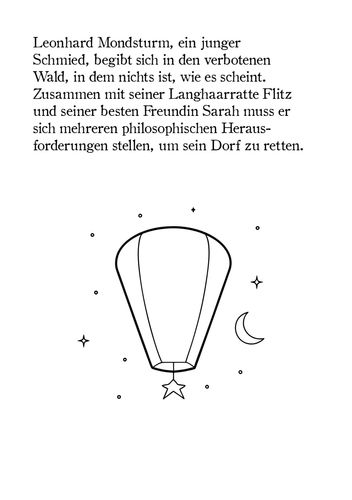 Leonhard Mondsturm, ein junger
Schmied, begibt sich in den verbotenen
Wald, in dem nichts ist, wie es scheint.
Zusammen mit seiner Langhaarratte Flitz
und seiner besten Freundin Sarah muss er
sich mehreren philosophischen Heraus-
forderungen stellen, um sein Dorf zu retten.